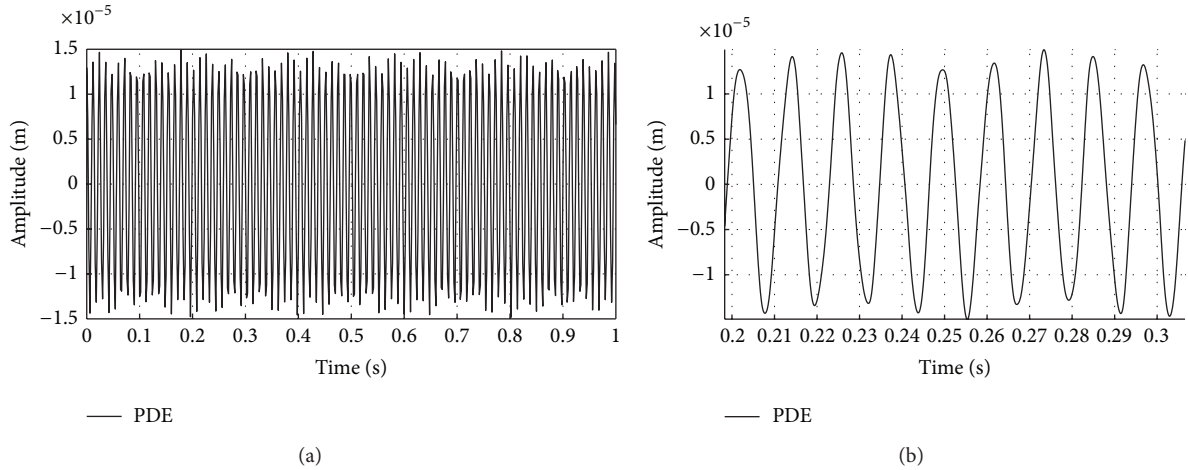 ×10⁻⁵
1.5
1
0.5
0
−0.5
−1
−1.5
Amplitude (m)
0 0.1 0.2 0.3 0.4 0.5 0.6 0.7 0.8 0.9 1
Time (s)
PDE
(a)
×10⁻⁵
1
0.5
0
−0.5
−1
Amplitude (m)
0.2 0.21 0.22 0.23 0.24 0.25 0.26 0.27 0.28 0.29 0.3
Time (s)
PDE
(b)